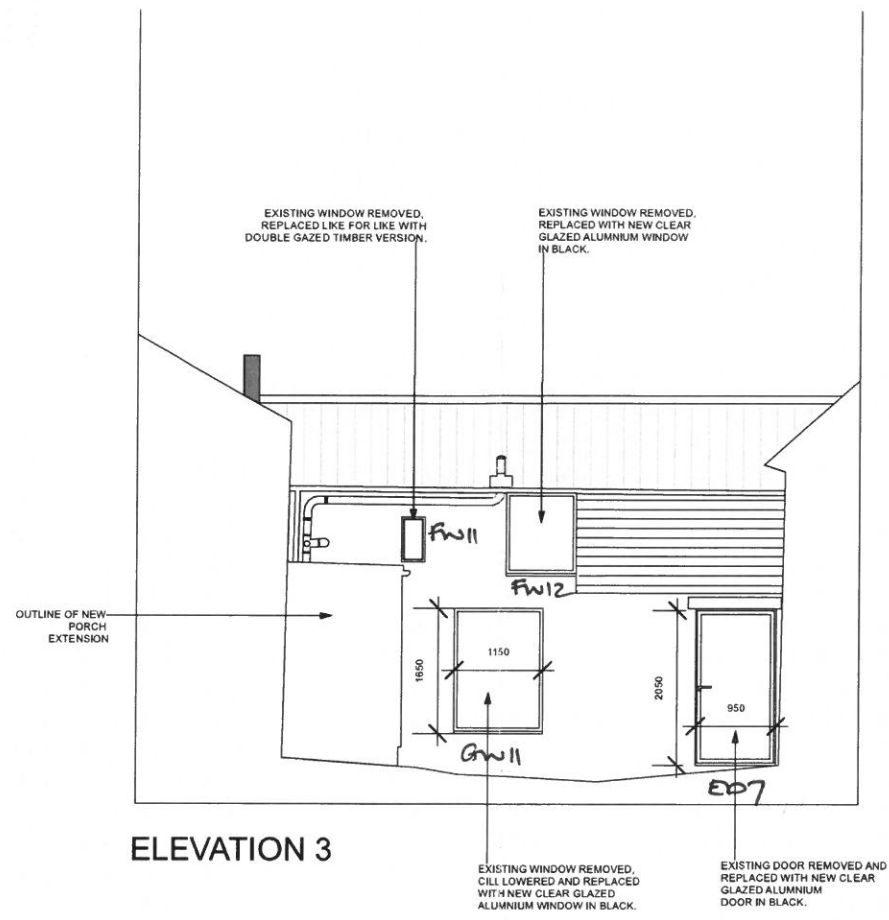 EXISTING WINDOW REMOVED,
REPLACED LIKE FOR LIKE WITH
DOUBLE GAZED TIMBER VERSION.
EXISTING WINDOW REMOVED,
REPLACED WITH NEW CLEAR
GLAZED ALUMNIUM WINDOW
IN BLACK.
FW11
FW12
OUTLINE OF NEW
PORCH
EXTENSION
1650
1150
2050
950
GW11
ED7
ELEVATION 3
EXISTING WINDOW REMOVED,
CILL LOWERED AND REPLACED
WITH NEW CLEAR GLAZED
ALUMNIUM WINDOW IN BLACK.
EXISTING DOOR REMOVED AND
REPLACED WITH NEW CLEAR
GLAZED ALUMNIUM
DOOR IN BLACK.